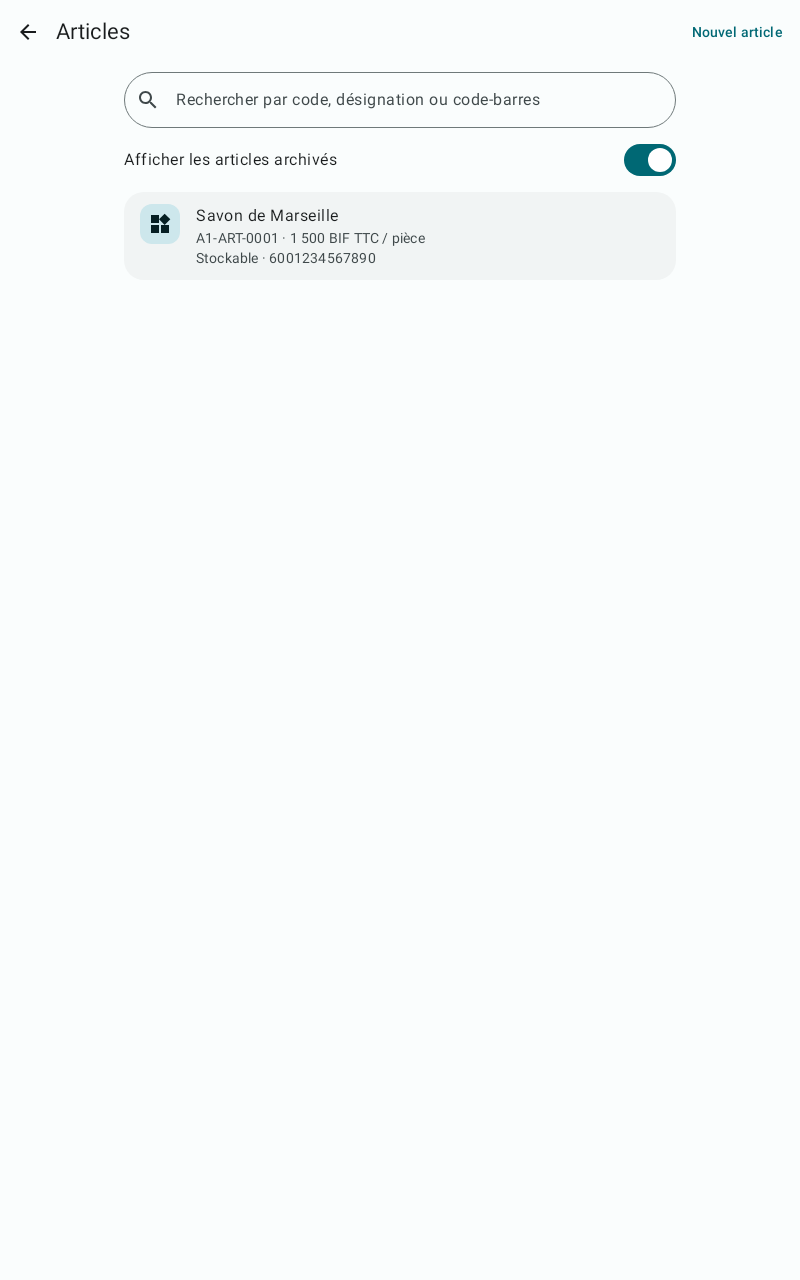 Articles
Nouvel article
Rechercher par code, désignation ou code-barres
Afficher les articles archivés
Savon de Marseille
A1-ART-0001 · 1 500 BIF TTC / pièce
Stockable · 6001234567890